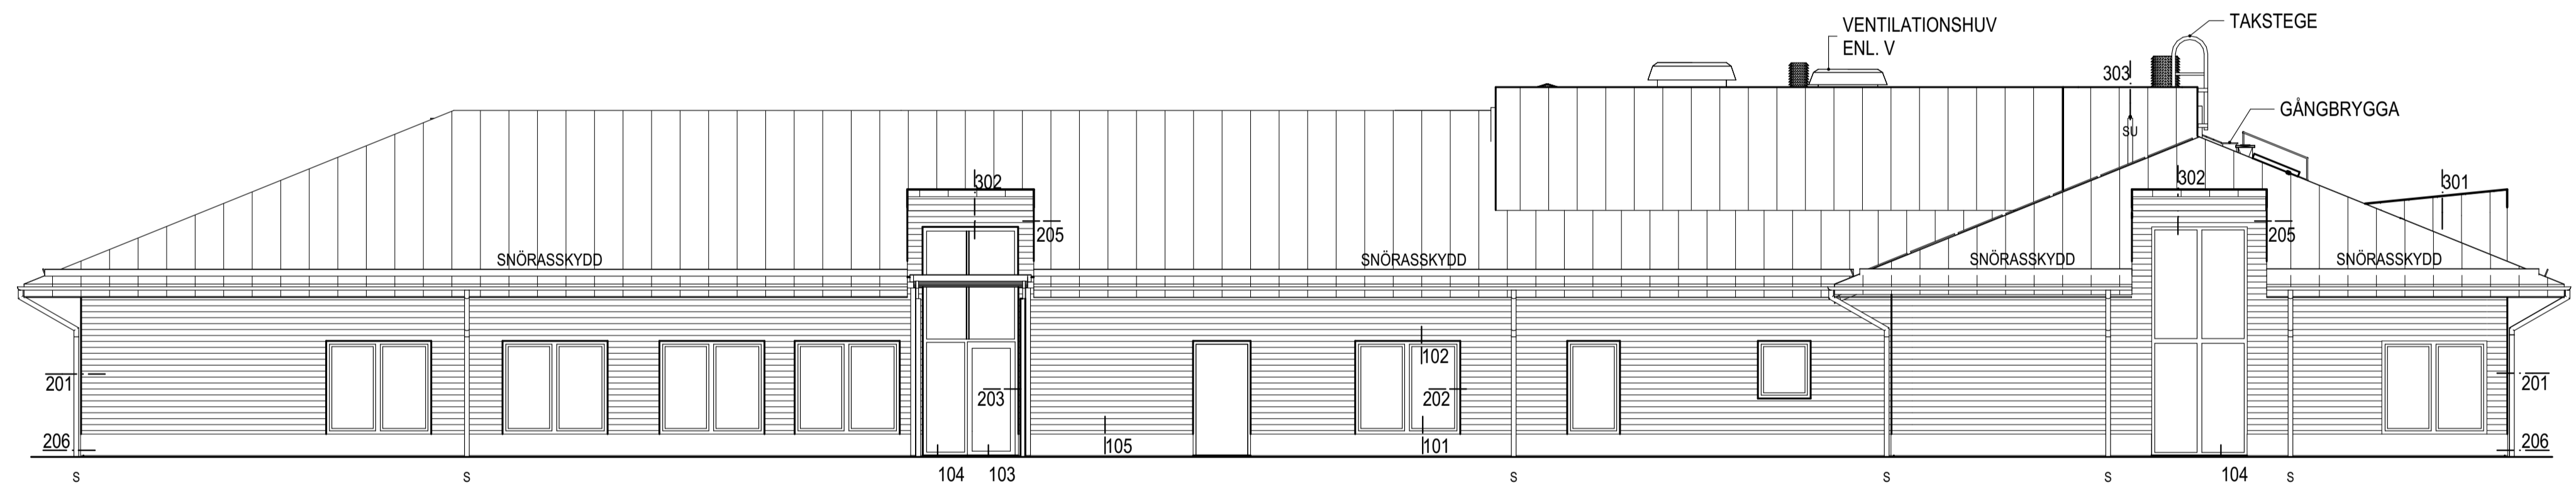 VENTILATIONSHUV
ENL. V
TAKSTEGE
303
GÅNGBRYGGA
SU
302
302
301
205
205
SNÖRASSKYDD
SNÖRASSKYDD
SNÖRASSKYDD
SNÖRASSKYDD
102
201
203
202
201
206
105
101
206
104
103
104
S
S
S
S
S
S